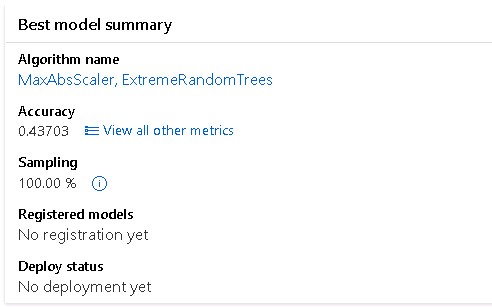 Best model summary
Algorithm name
MaxAbsScaler, ExtremeRandomTrees
Accuracy
0.43703 View all other metrics
Sampling
100.00 %
Registered models
No registration yet
Deploy status
No deployment yet